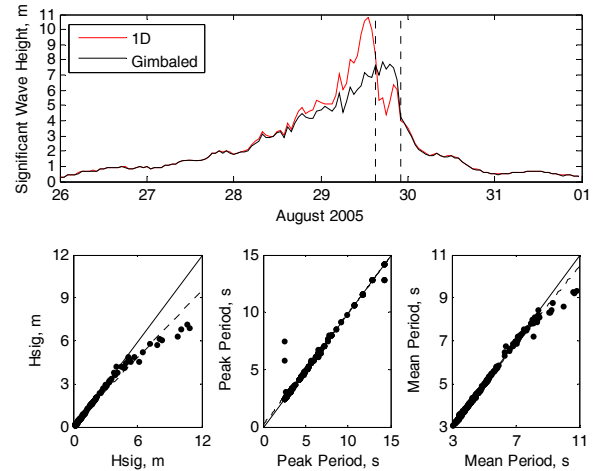 Significant Wave Height, m
11
10
9
8
7
6
5
4
3
2
1
0
1D
Gimbaled
26 27 28 29 30 31 01
August 2005
Hsig, m
12
9
6
3
0
0 6 12
Hsig, m
Peak Period, s
15
10
5
0
0 5 10 15
Peak Period, s
Mean Period, s
11
9
7
5
3
3 7 11
Mean Period, s